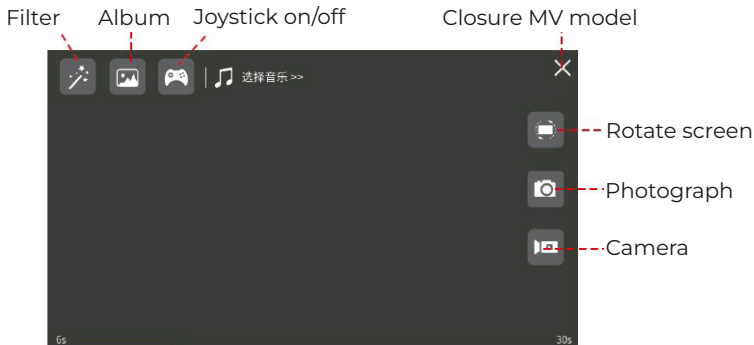 Filter Album Joystick on/off Closure MV model
选择音乐 >>
Rotate screen
Photograph
Camera
6s 30s